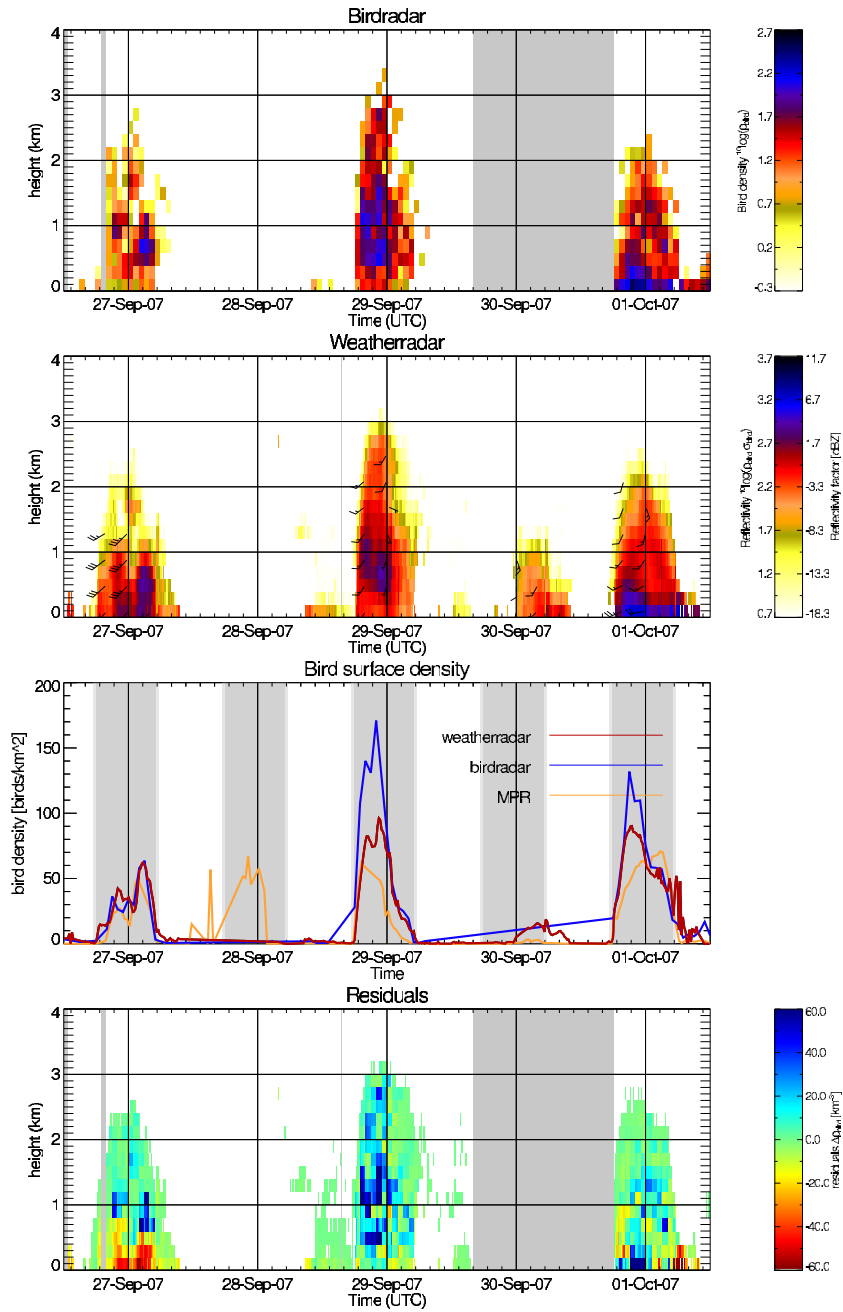 Birdradar
4
3
2
1
0
height (km)
27-Sep-07 28-Sep-07 29-Sep-07 30-Sep-07 01-Oct-07
Time (UTC)
2.7
2.2
1.7
1.2
0.7
0.2
-0.3
Bird density ¹⁰log(ρbird)
Weatherradar
4
3
2
1
0
height (km)
27-Sep-07 28-Sep-07 29-Sep-07 30-Sep-07 01-Oct-07
Time (UTC)
3.7 11.7
3.2 6.7
2.7 1.7
2.2 -3.3
1.7 -8.3
1.2 -13.3
0.7 -18.3
Reflectivity ¹⁰log(ρbird σbird)
Reflectivity factor [dBZ]
Bird surface density
200
150
100
50
0
bird density [birds/km^2]
weatherradar
birdradar
MPR
27-Sep-07 28-Sep-07 29-Sep-07 30-Sep-07 01-Oct-07
Time
Residuals
4
3
2
1
0
height (km)
27-Sep-07 28-Sep-07 29-Sep-07 30-Sep-07 01-Oct-07
Time (UTC)
60.0
40.0
20.0
0.0
-20.0
-40.0
-60.0
residuals Δρbird [km⁻³]